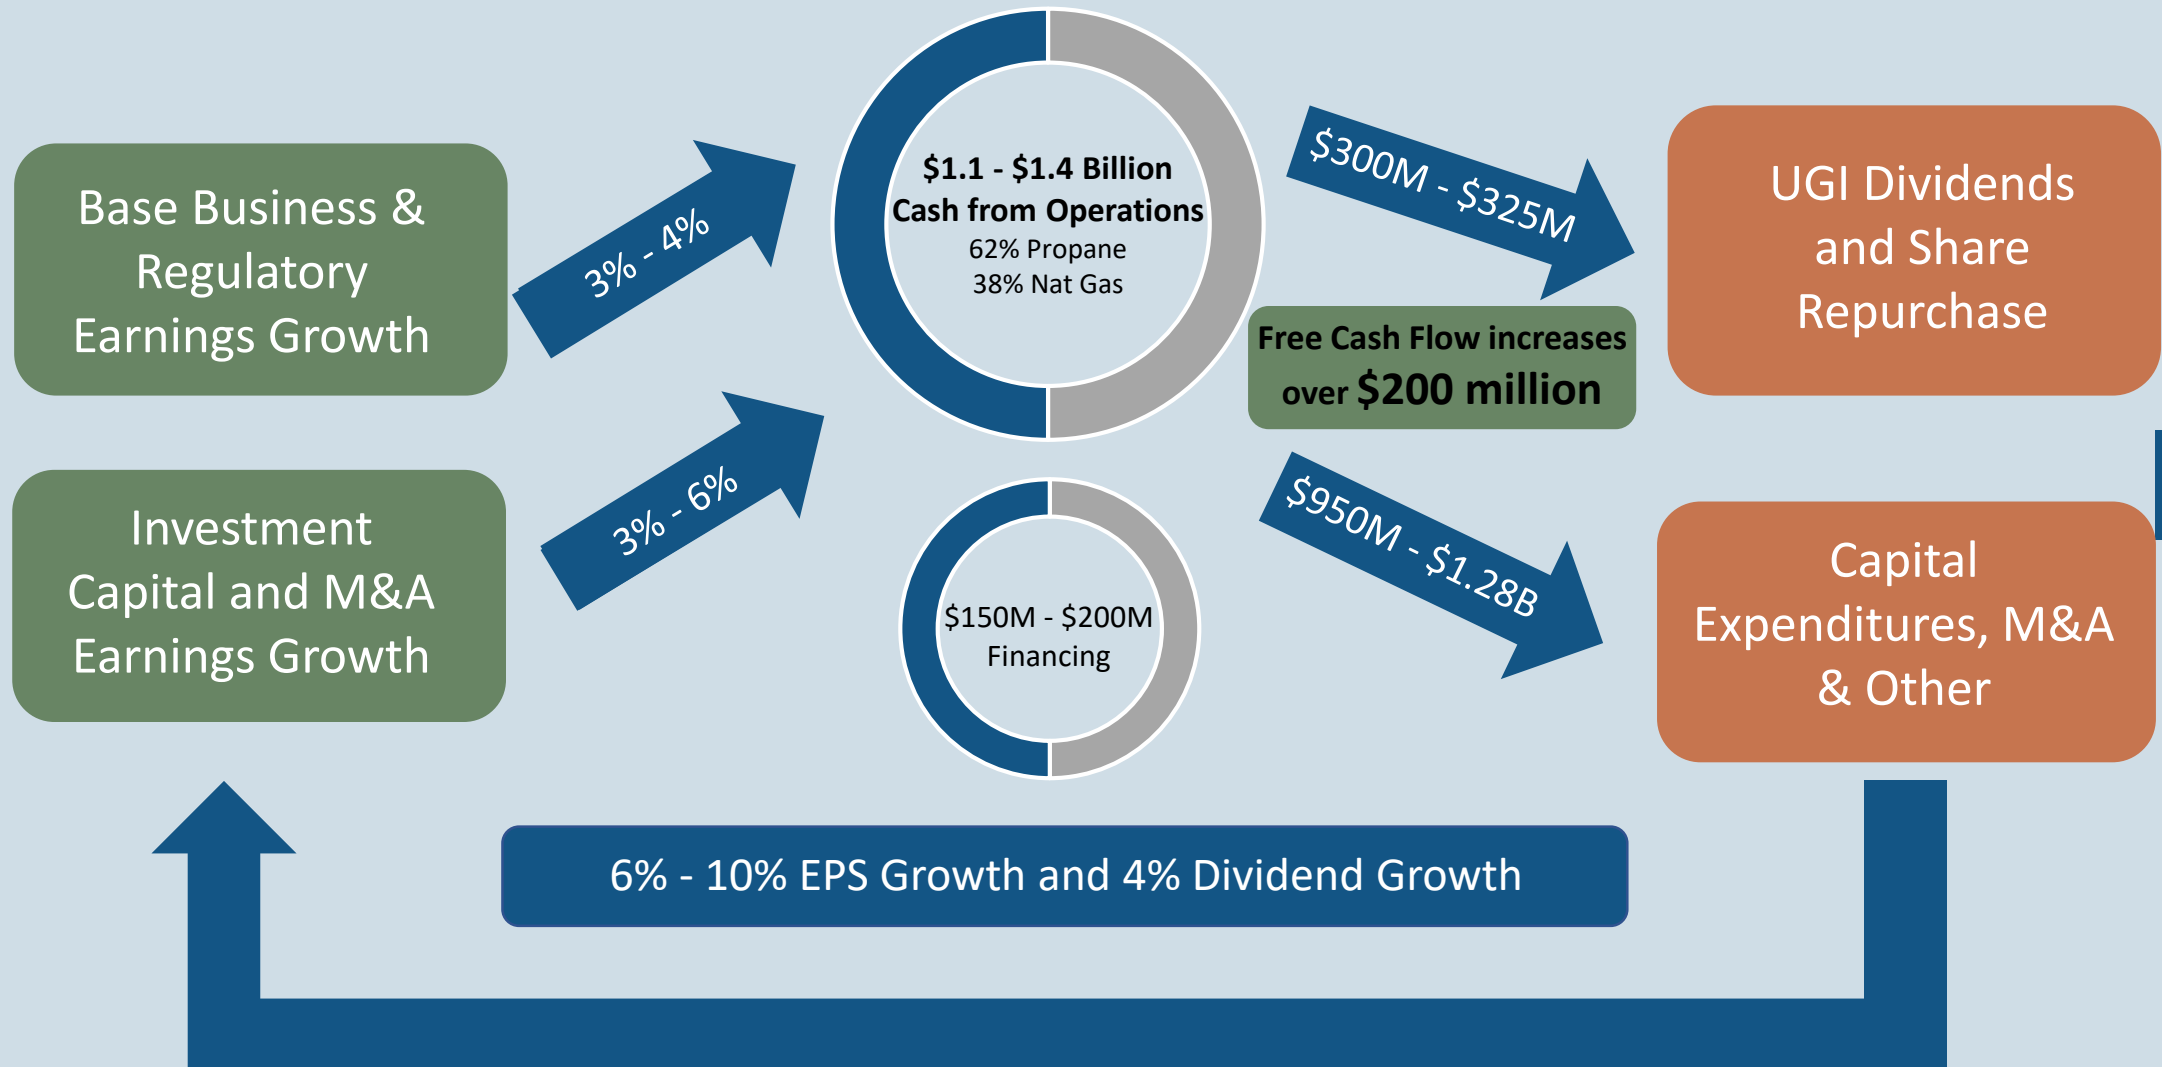 Base Business &
Regulatory
Earnings Growth
3% - 4%
$1.1 - $1.4 Billion
Cash from Operations
62% Propane
38% Nat Gas
$300M - $325M
UGI Dividends
and Share
Repurchase
Free Cash Flow increases
over $200 million
Investment
Capital and M&A
Earnings Growth
3% - 6%
$150M - $200M
Financing
$950M - $1.28B
Capital
Expenditures, M&A
& Other
6% - 10% EPS Growth and 4% Dividend Growth